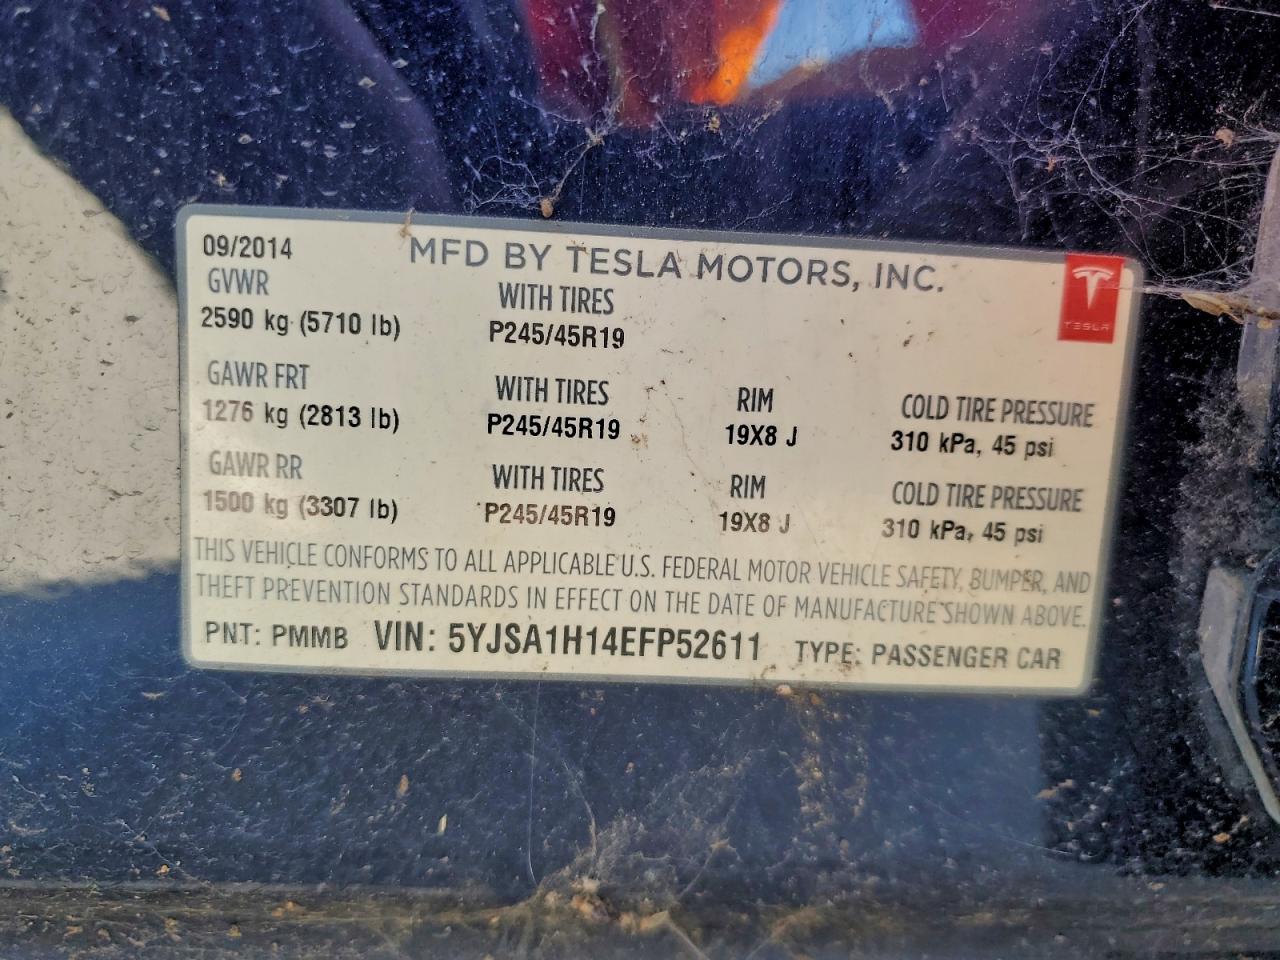 09/2014 MFD BY TESLA MOTORS, INC.
TESLA
GVWR WITH TIRES
2590 kg (5710 lb) P245/45R19
GAWR FRT WITH TIRES RIM COLD TIRE PRESSURE
1276 kg (2813 lb) P245/45R19 19X8 J 310 kPa, 45 psi
GAWR RR WITH TIRES RIM COLD TIRE PRESSURE
1500 kg (3307 lb) P245/45R19 19X8 J 310 kPa, 45 psi
THIS VEHICLE CONFORMS TO ALL APPLICABLE U.S. FEDERAL MOTOR VEHICLE SAFETY, BUMPER, AND
THEFT PREVENTION STANDARDS IN EFFECT ON THE DATE OF MANUFACTURE SHOWN ABOVE.
PNT: PMMB VIN: 5YJSA1H14EFP52611 TYPE: PASSENGER CAR